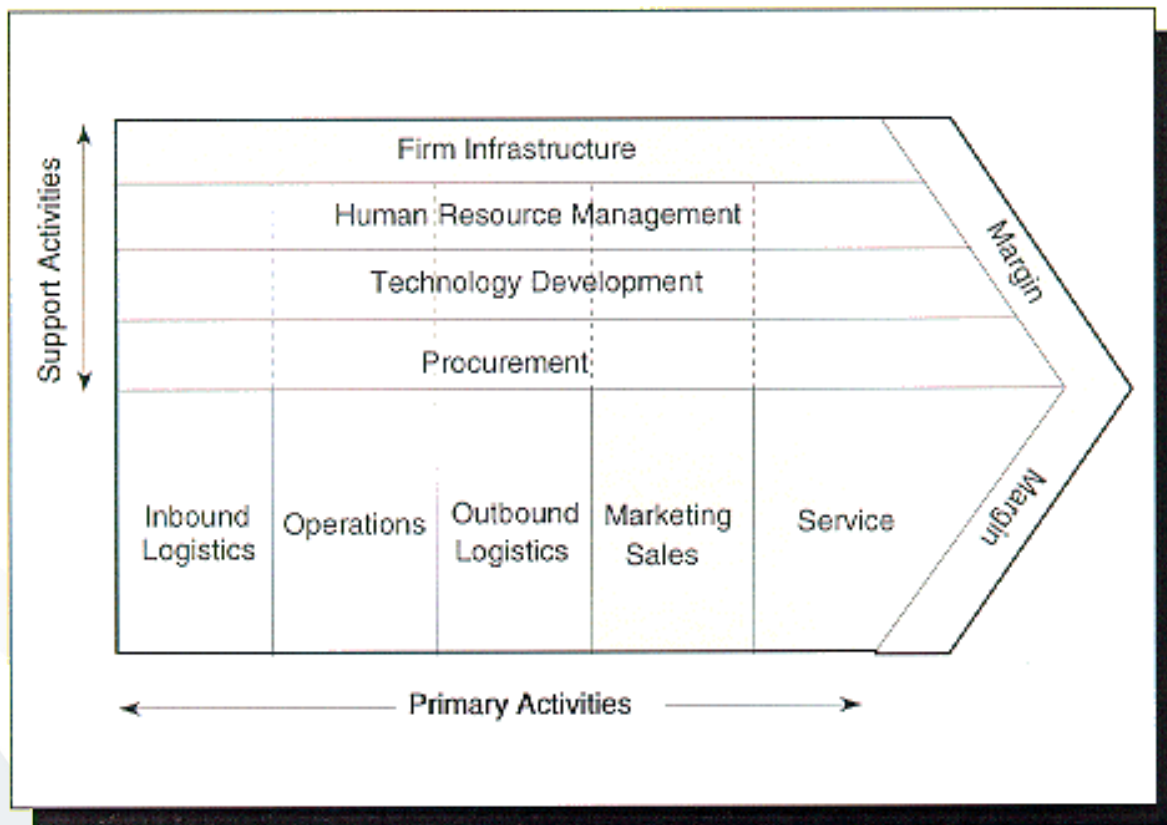 Firm Infrastructure
Human Resource Management
Technology Development
Procurement
Support Activities
Inbound
Logistics
Operations
Outbound
Logistics
Marketing
Sales
Service
Margin
Margin
Primary Activities